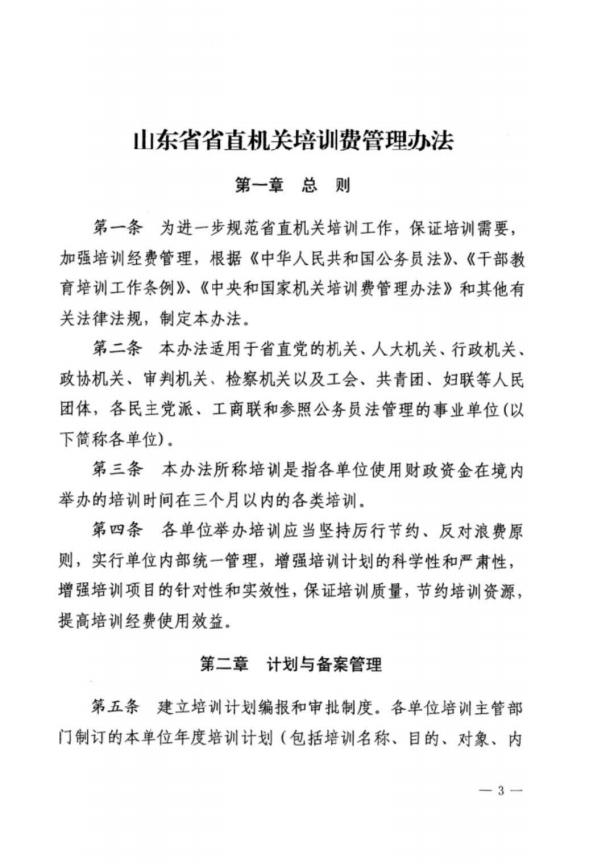 山东省省直机关培训费管理办法
第一章 总 则
第一条 为进一步规范省直机关培训工作，保证培训需要，
加强培训经费管理，根据《中华人民共和国公务员法》、《干部教
育培训工作条例》、《中央和国家机关培训费管理办法》和其他有
关法律法规，制定本办法。
第二条 本办法适用于省直党的机关、人大机关、行政机关、
政协机关、审判机关、检察机关以及工会、共青团、妇联等人民
团体，各民主党派、工商联和参照公务员法管理的事业单位(以
下简称各单位)。
第三条 本办法所称培训是指各单位使用财政资金在境内
举办的培训时间在三个月以内的各类培训。
第四条 各单位举办培训应当坚持厉行节约、反对浪费原
则，实行单位内部统一管理，增强培训计划的科学性和严肃性，
增强培训项目的针对性和实效性，保证培训质量，节约培训资源，
提高培训经费使用效益。
第二章 计划与备案管理
第五条 建立培训计划编报和审批制度。各单位培训主管部
门制订的本单位年度培训计划（包括培训名称、目的、对象、内
— 3 —